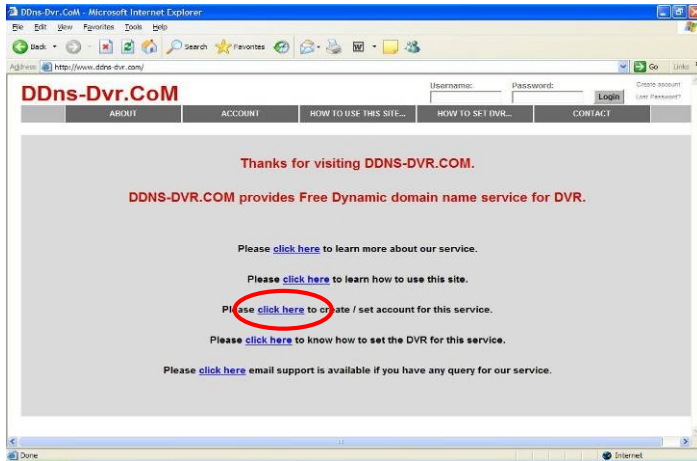 DDns-Dvr.CoM - Microsoft Internet Explorer
File Edit View Favorites Tools Help
Back Search Favorites
Address http://www.ddns-dvr.com/ Go Links
DDns-Dvr.CoM
Username: Password: Login Create account
Lost Password?
ABOUT ACCOUNT HOW TO USE THIS SITE... HOW TO SET DVR... CONTACT
Thanks for visiting DDNS-DVR.COM.
DDNS-DVR.COM provides Free Dynamic domain name service for DVR.
Please click here to learn more about our service.
Please click here to learn how to use this site.
Please click here to create / set account for this service.
Please click here to know how to set the DVR for this service.
Please click here email support is available if you have any query for our service.
Done Internet